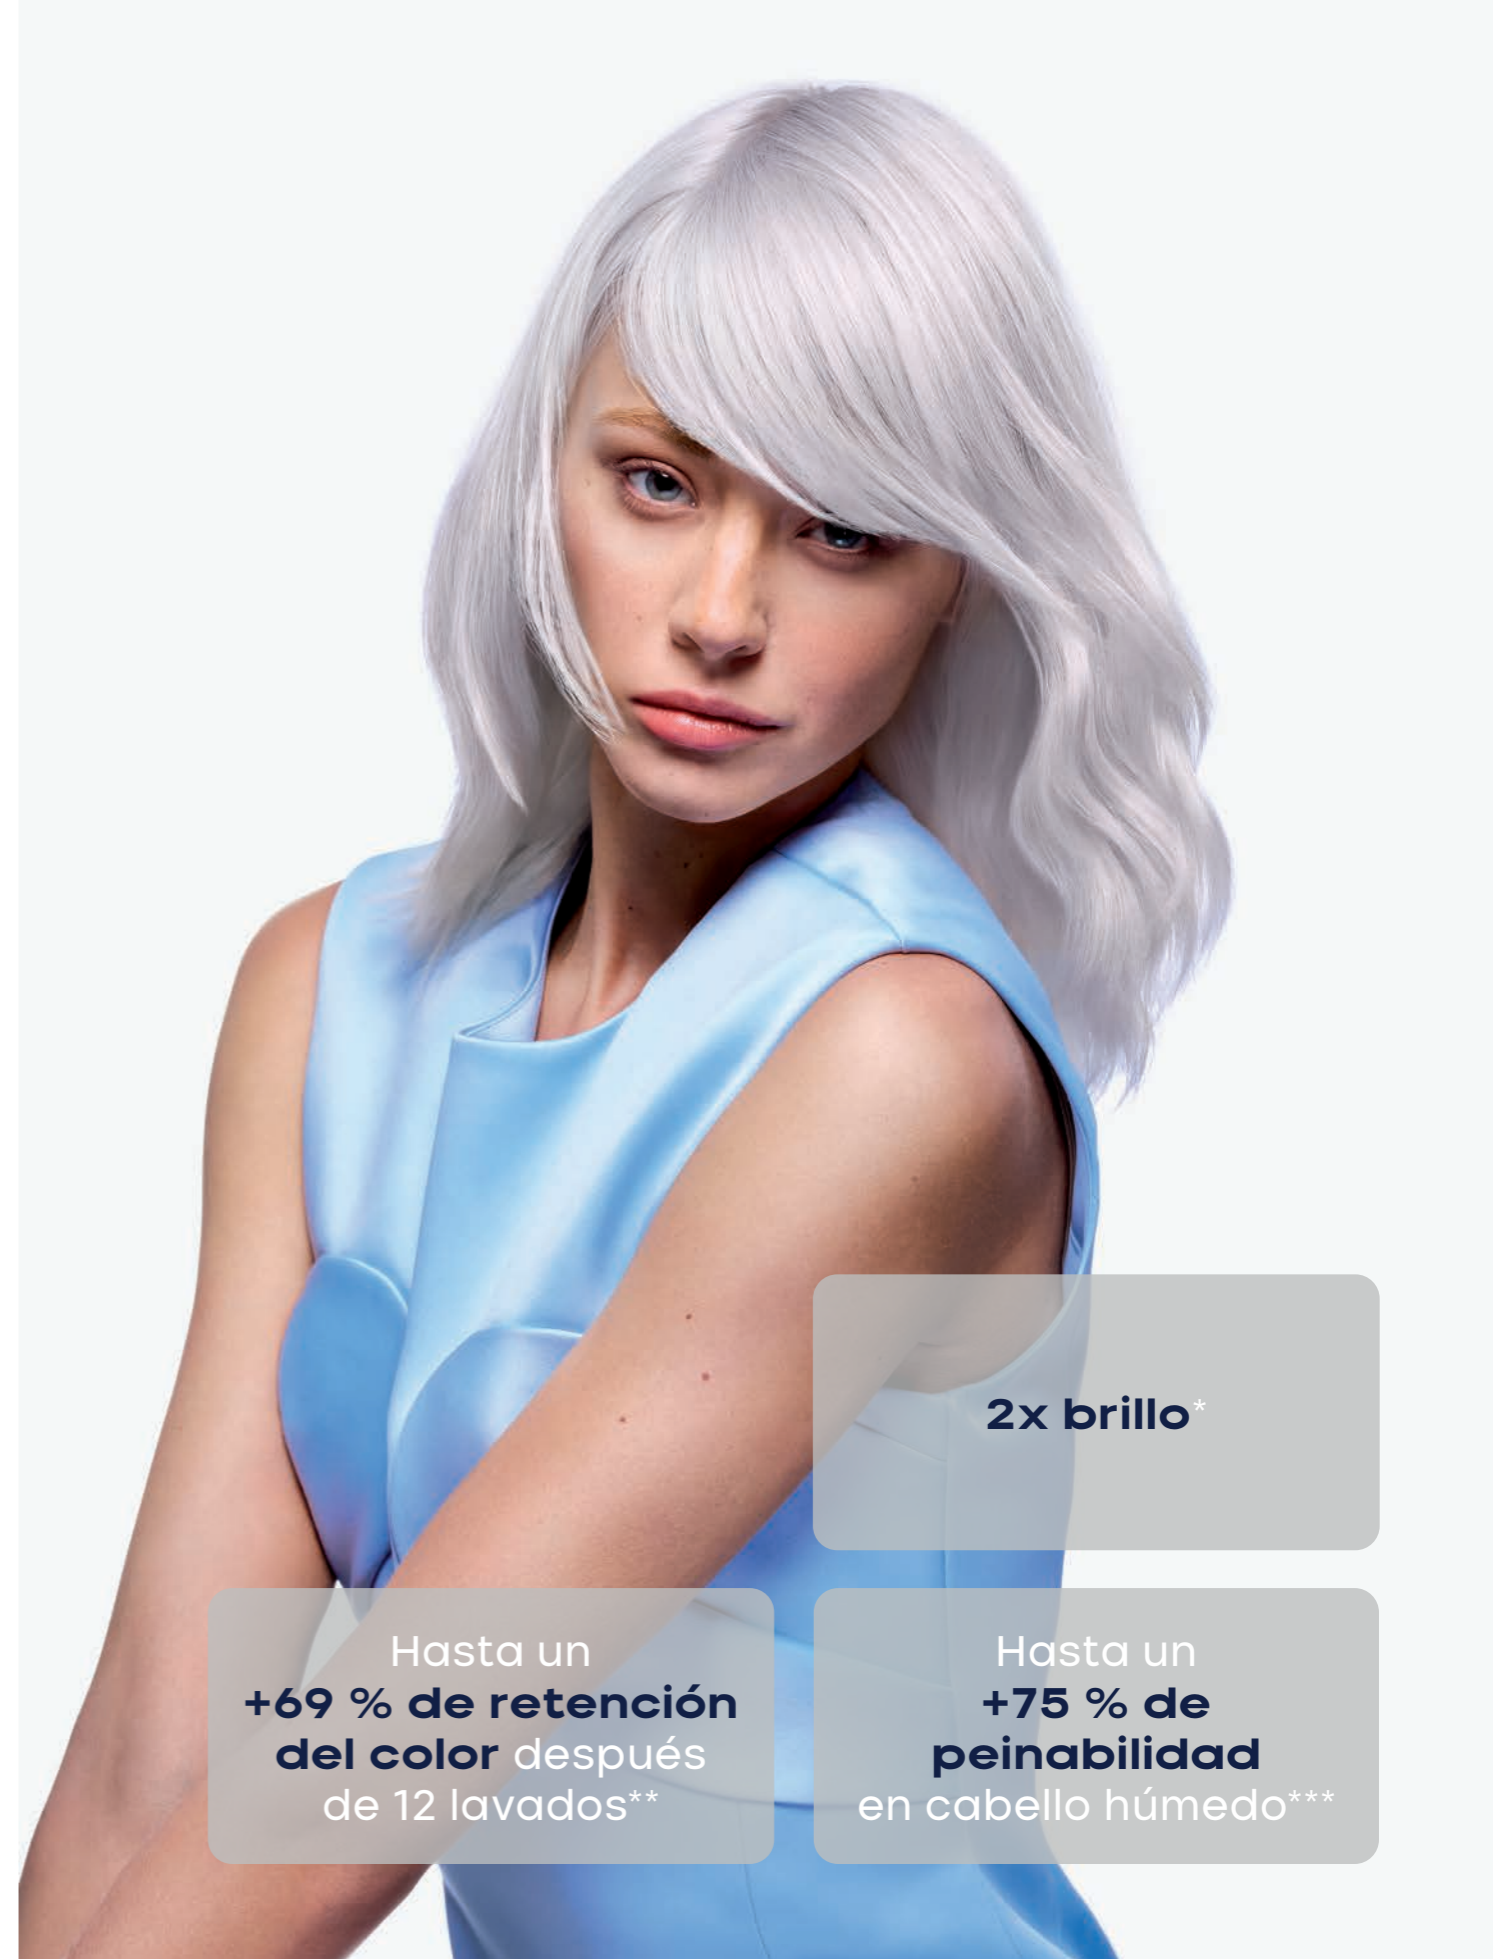 2x brillo*
Hasta un
+69 % de retención
del color después
de 12 lavados**
Hasta un
+75 % de
peinabilidad
en cabello húmedo***